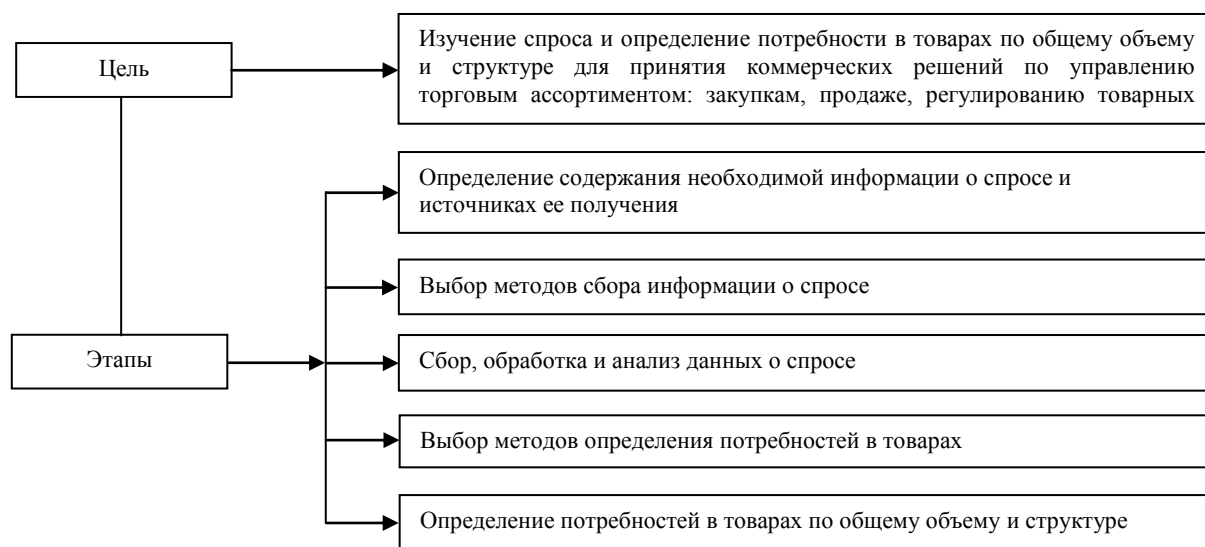 Цель
Изучение спроса и определение потребности в товарах по общему объему
и структуре для принятия коммерческих решений по управлению
торговым ассортиментом: закупкам, продаже, регулированию товарных
Определение содержания необходимой информации о спросе и
источниках ее получения
Выбор методов сбора информации о спросе
Этапы
Сбор, обработка и анализ данных о спросе
Выбор методов определения потребностей в товарах
Определение потребностей в товарах по общему объему и структуре